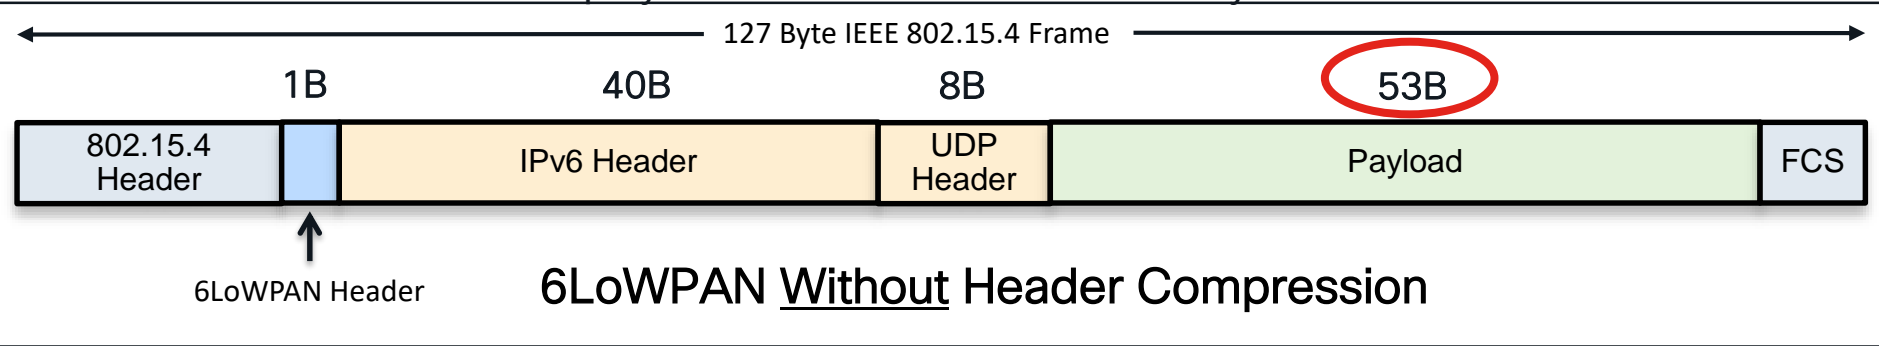 127 Byte IEEE 802.15.4 Frame
1B 40B 8B 53B
802.15.4
Header
IPv6 Header
UDP
Header
Payload
FCS
6LoWPAN Header
6LoWPAN Without Header Compression